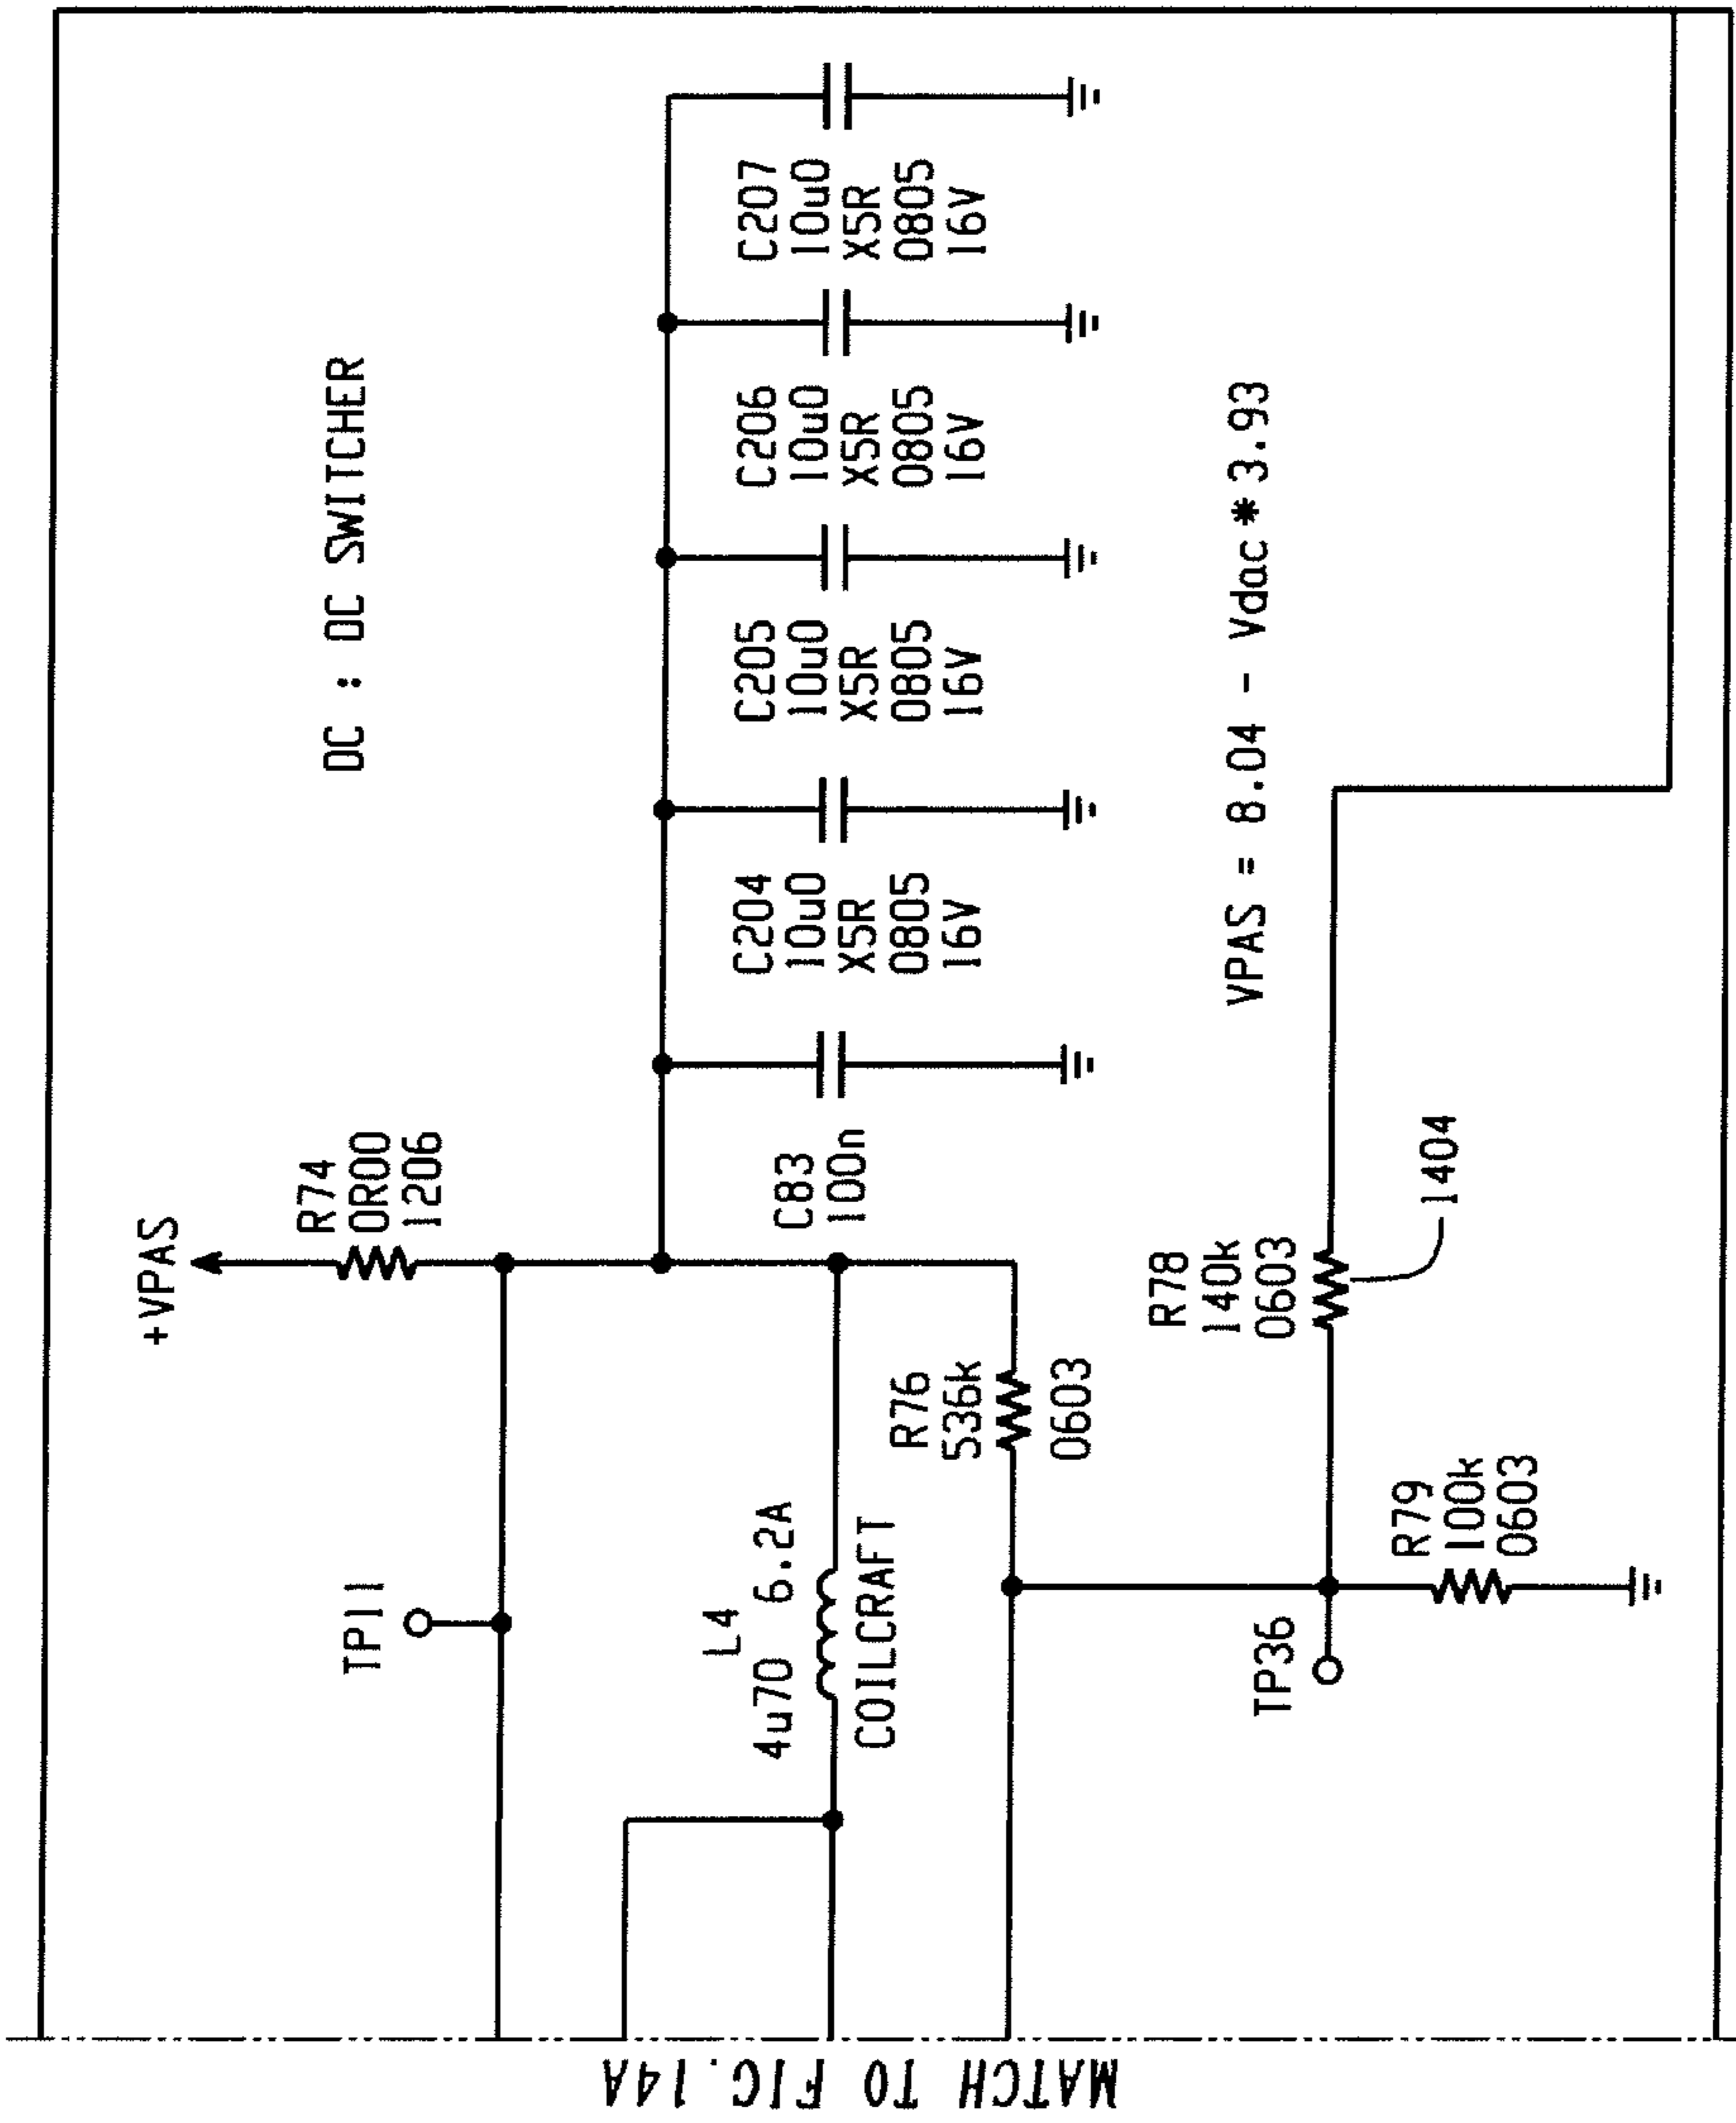 MATCH TO FIG.14A
+VPAS
DC : DC SWITCHER
R74
0R00
1206
TP11
L4
4u70 6.2A
COILCRAFT
C83
100n
C204
10u0
X5R
0805
16V
C205
10u0
X5R
0805
16V
C206
10u0
X5R
0805
16V
C207
10u0
X5R
0805
16V
R76
536k
0603
R78
140k
0603
VPAS = 8.04 - Vdac * 3.93
TP36
R79
100k
0603
1404